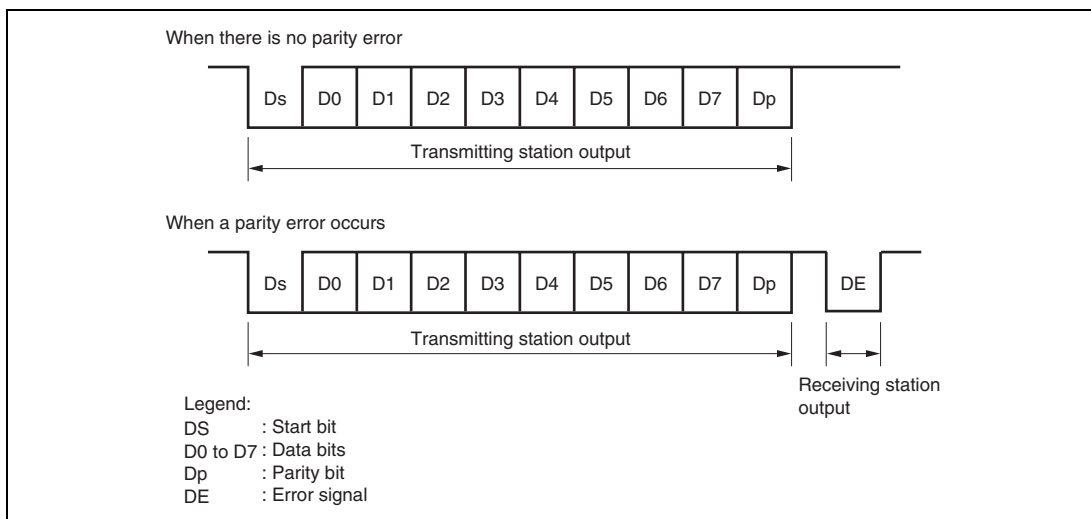 When there is no parity error
Ds D0 D1 D2 D3 D4 D5 D6 D7 Dp
Transmitting station output
When a parity error occurs
Ds D0 D1 D2 D3 D4 D5 D6 D7 Dp DE
Transmitting station output
Receiving station
output
Legend:
DS : Start bit
D0 to D7 : Data bits
Dp : Parity bit
DE : Error signal